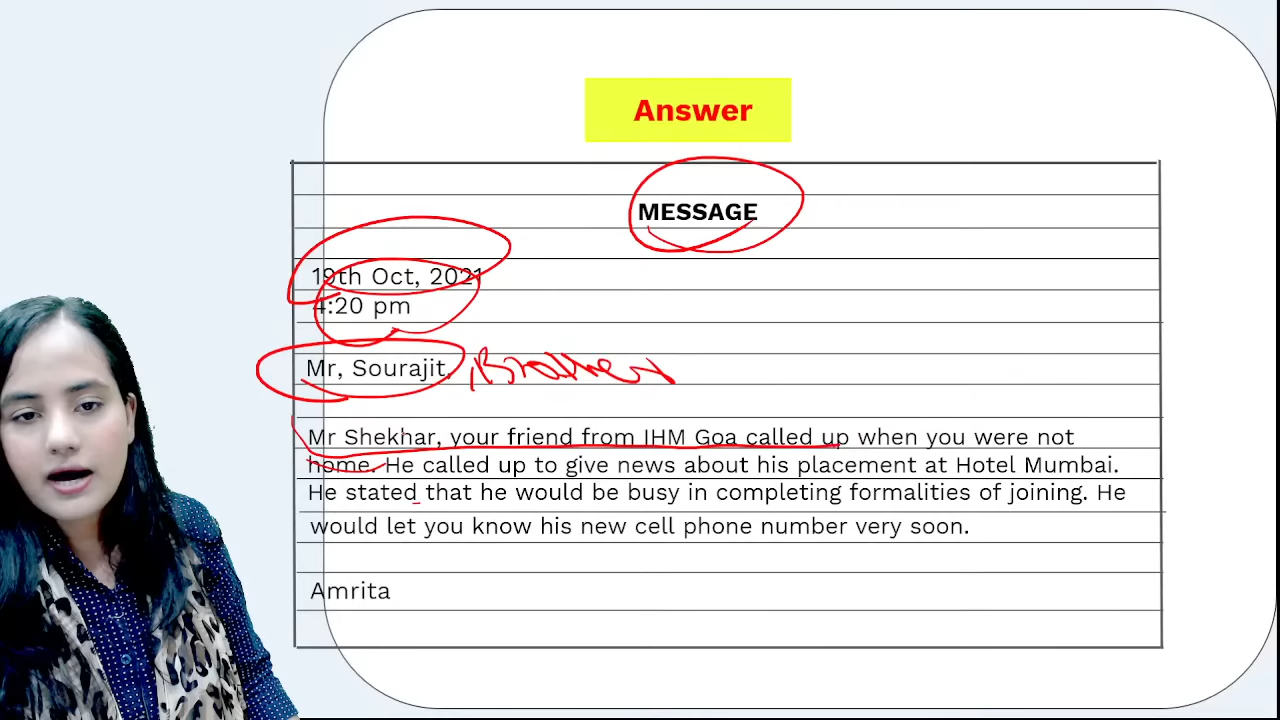 Answer
MESSAGE
19th Oct, 2021
4:20 pm
Mr, Sourajit, , Brother
Mr Shekhar, your friend from IHM Goa called up when you were not
home. He called up to give news about his placement at Hotel Mumbai.
He stated that he would be busy in completing formalities of joining. He
would let you know his new cell phone number very soon.
Amrita